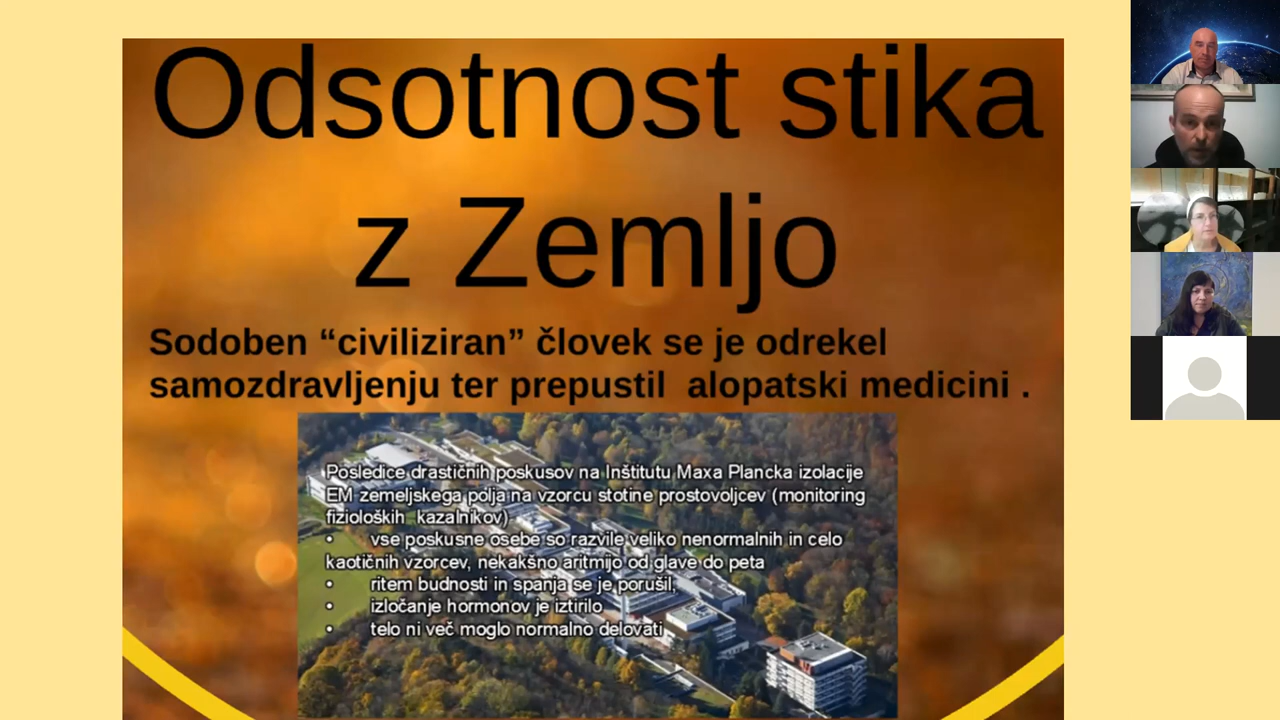 Odsotnost stika
z Zemljo
Sodoben “civiliziran” človek se je odrekel
samozdravljenju ter prepustil  alopatski medicini .
Posledice drastičnih poskusov na Inštitutu Maxa Plancka izolacije
EM zemeljskega polja na vzorcu stotine prostovoljcev (monitoring
fizioloških  kazalnikov)
• vse poskusne osebe so razvile veliko nenormalnih in celo
kaotičnih vzorcev, nekakšno aritmijo od glave do peta
• ritem budnosti in spanja se je porušil,
• izločanje hormonov je iztirilo
• telo ni več moglo normalno delovati